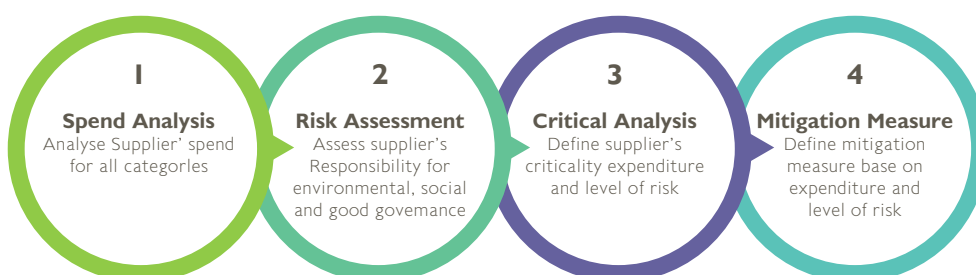 1
Spend Analysis
Analyse Supplier' spend
for all categorles
2
Risk Assessment
Assess supplier's
Responsibility for
environmental, social
and good govemance
3
Critical Analysis
Define supplier's
criticality expenditure
and level of risk
4
Mitigation Measure
Define mitigation
measure base on
expenditure and
level of risk